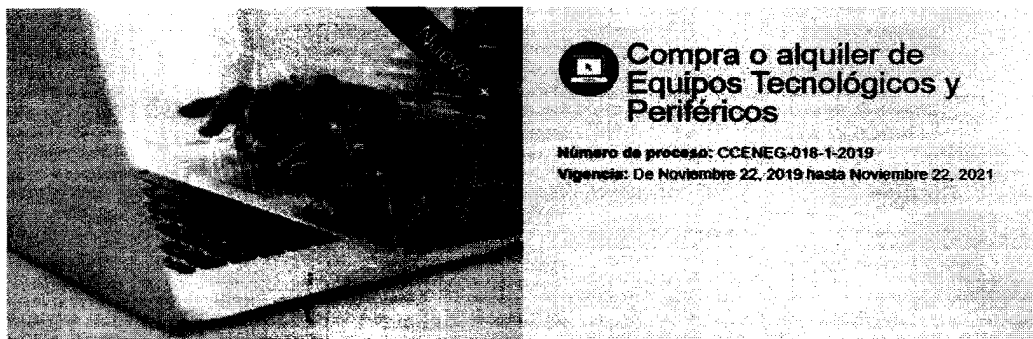 Nuevo
Compra o alquiler de
Equipos Tecnológicos y
Periféricos
Número de proceso: CCENEG-018-1-2019
Vigencia: De Noviembre 22, 2019 hasta Noviembre 22, 2021